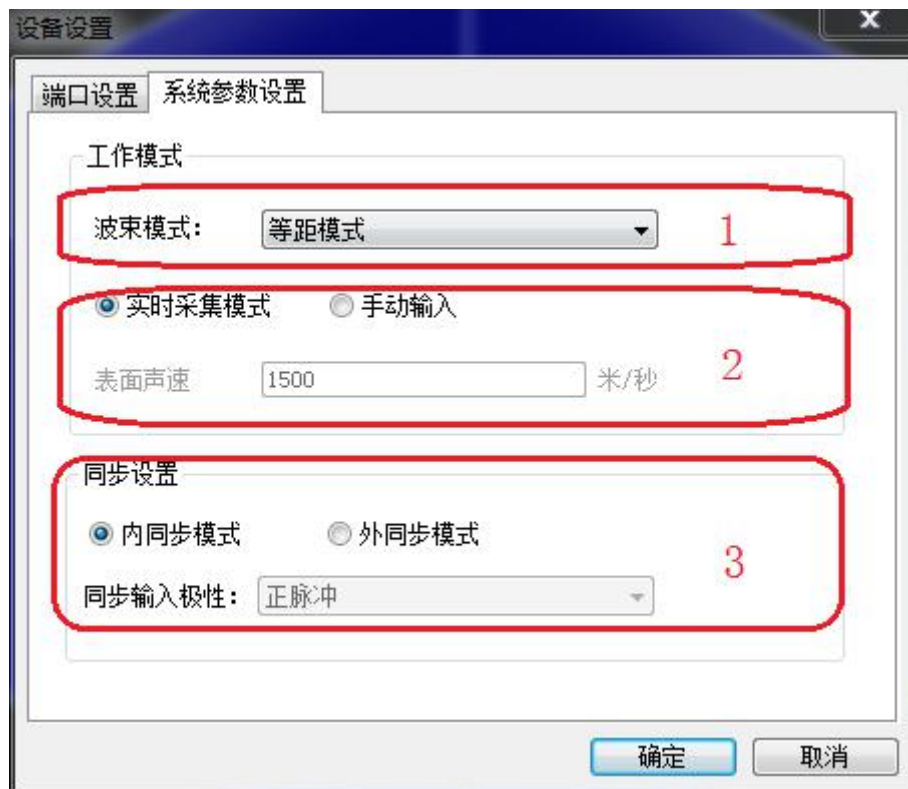 设备设置
端口设置 系统参数设置
工作模式
波束模式： 等距模式 1
实时采集模式 手动输入
表面声速 1500 米/秒 2
同步设置
内同步模式 外同步模式
3
同步输入极性： 正脉冲
确定 取消